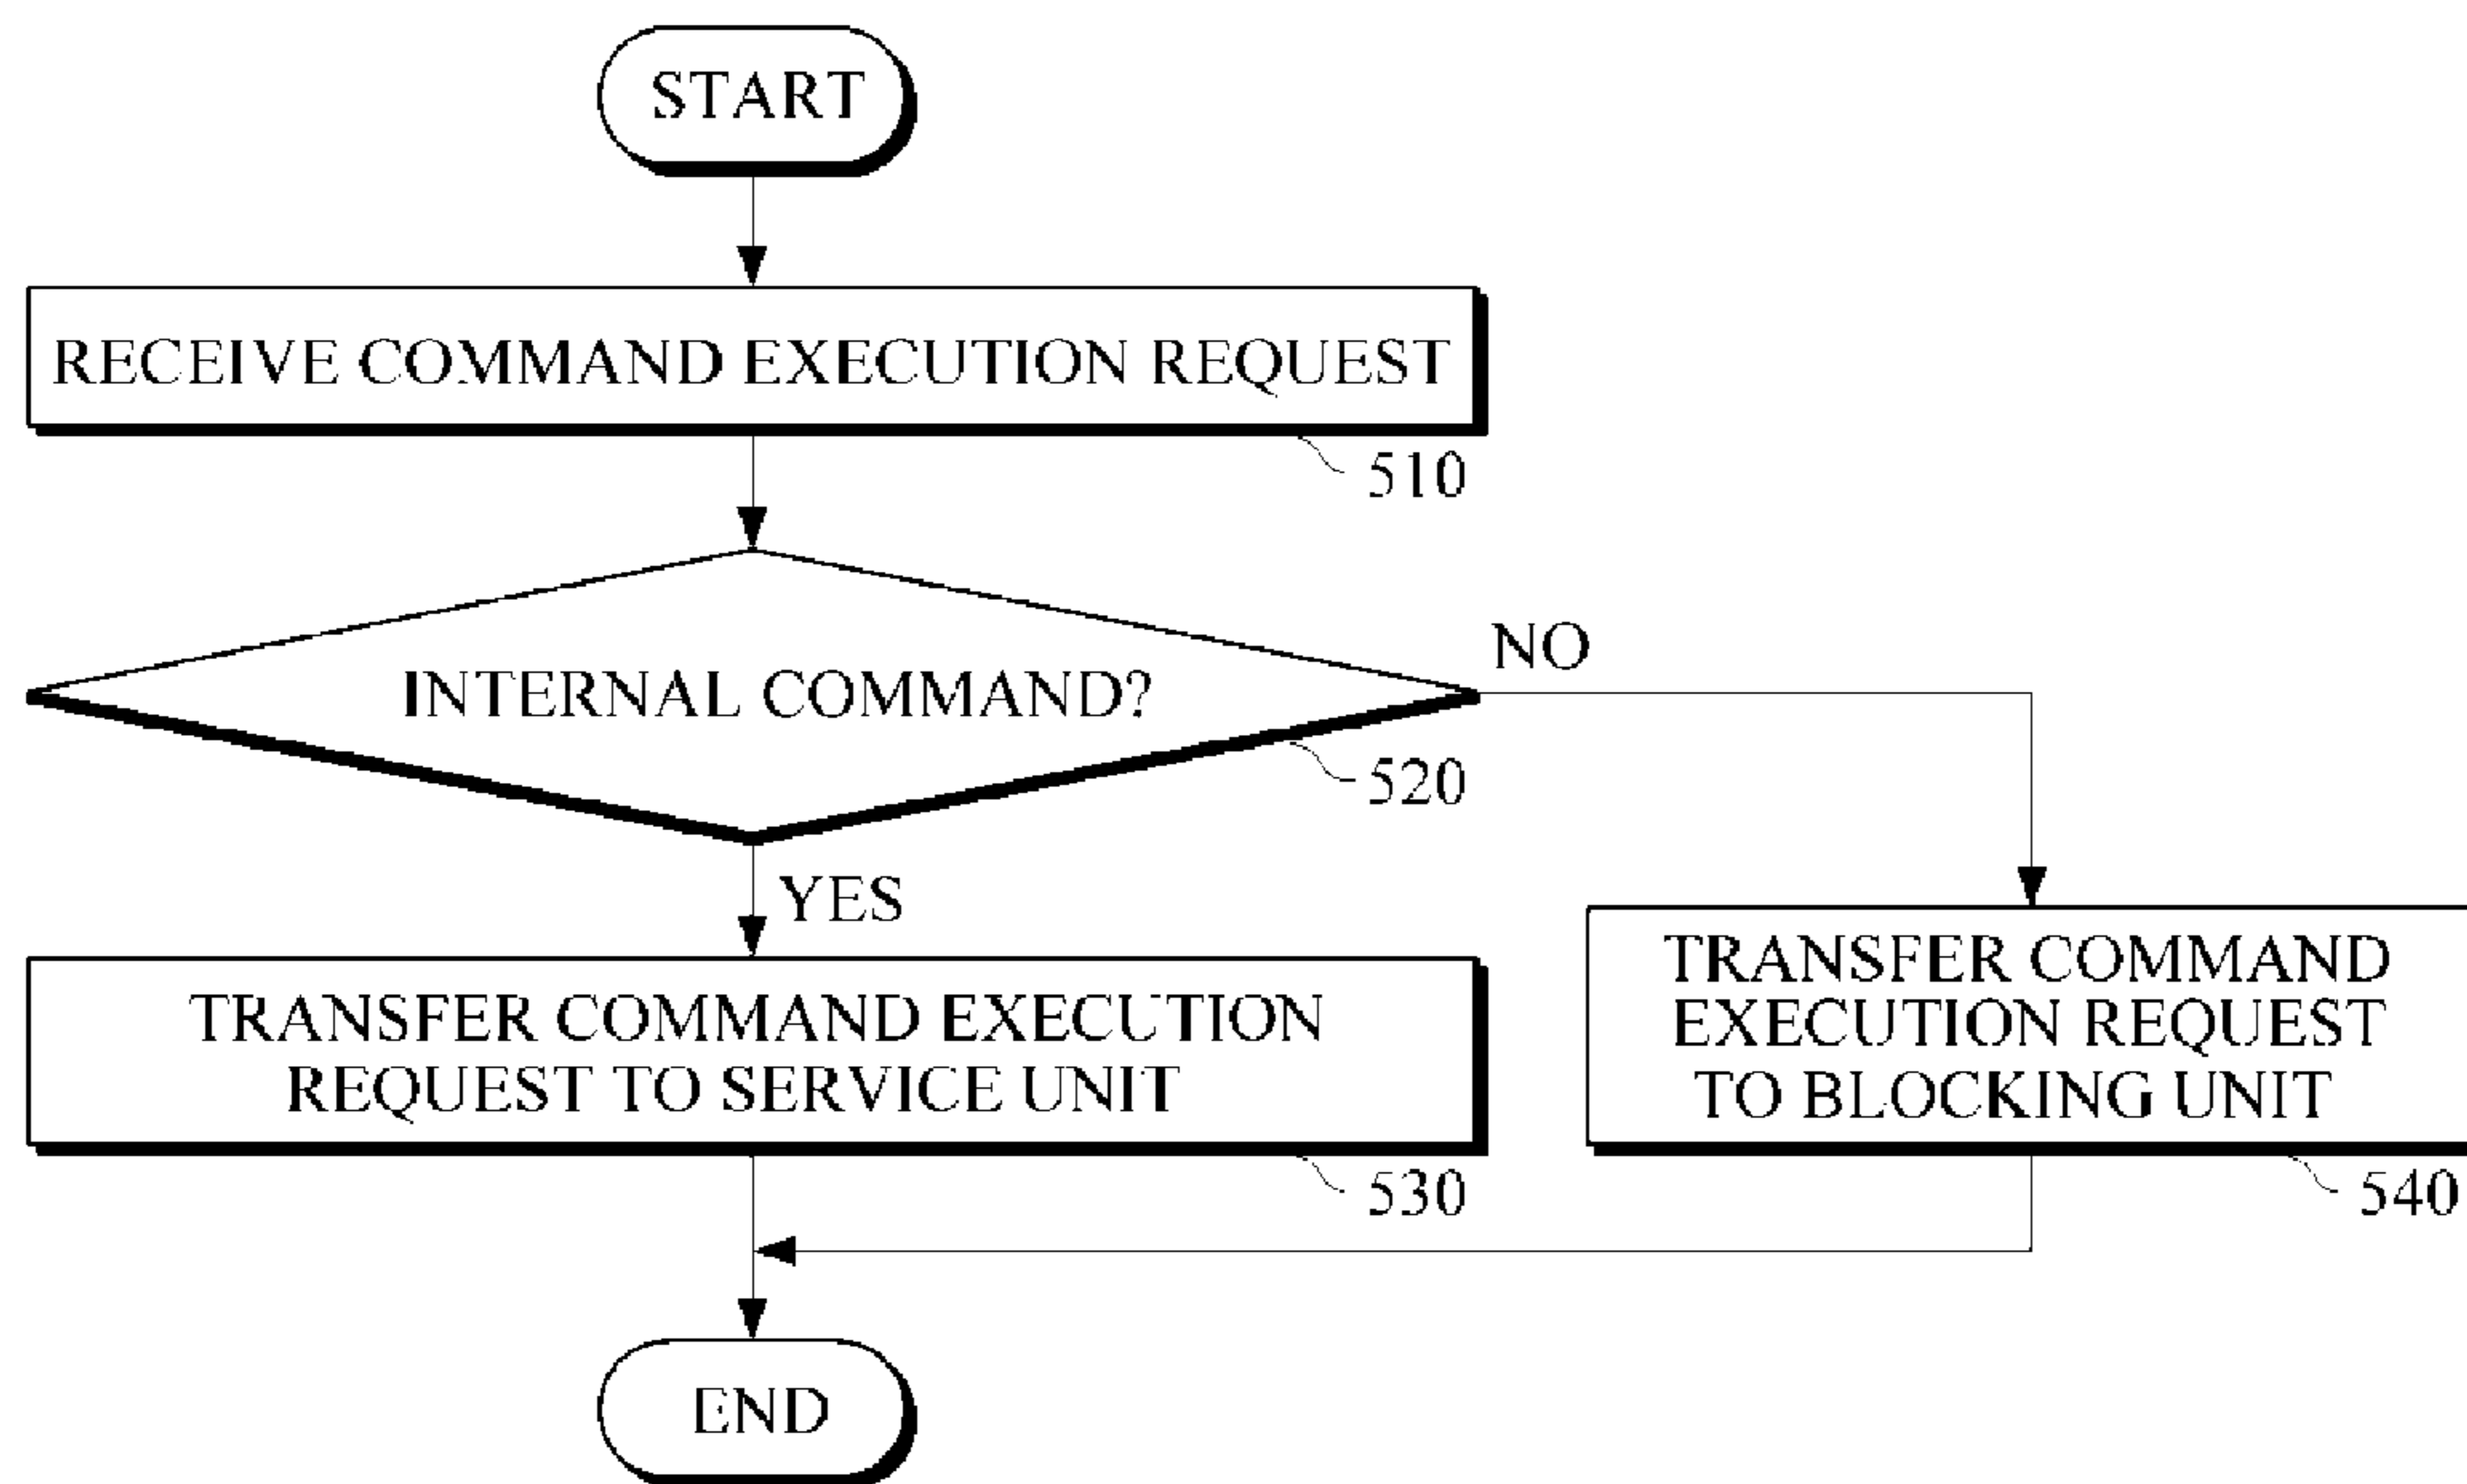 START
RECEIVE COMMAND EXECUTION REQUEST
510
INTERNAL COMMAND?
NO
520
YES
TRANSFER COMMAND EXECUTION
REQUEST TO SERVICE UNIT
530
TRANSFER COMMAND
EXECUTION REQUEST
TO BLOCKING UNIT
540
END